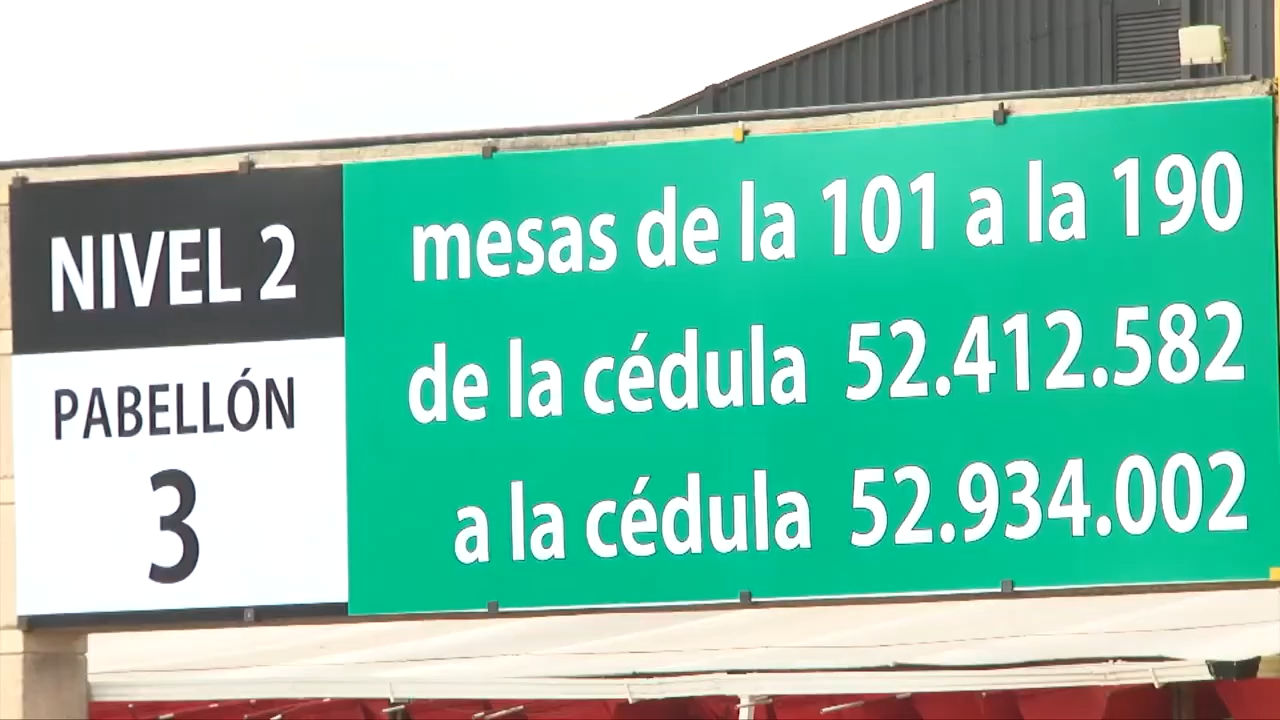 NIVEL 2
PABELLÓN
3
mesas de la 101 a la 190
de la cédula 52.412.582
a la cédula 52.934.002